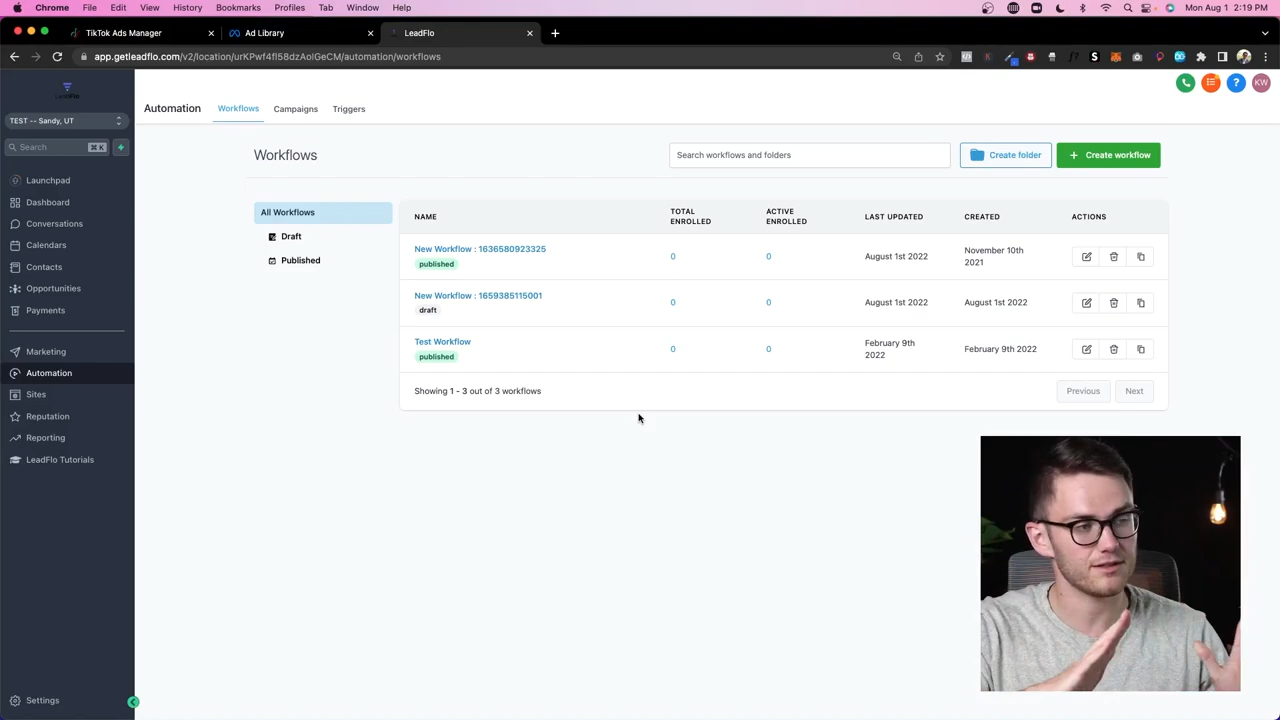 Chrome File Edit View History Bookmarks Profiles Tab Window Help Mon Aug 1 2:19 PM
TikTok Ads Manager Ad Library LeadFlo
app.getleadflo.com/v2/location/urKPwf4fl58dzAolGeCM/automation/workflows
LeadFlo
TEST -- Sandy, UT
Search ⌘ K
Launchpad
Dashboard
Conversations
Calendars
Contacts
Opportunities
Payments
Marketing
Automation
Sites
Reputation
Reporting
LeadFlo Tutorials
Settings
Automation Workflows Campaigns Triggers
KW
Workflows
Search workflows and folders
Create folder
+ Create workflow
All Workflows
Draft
Published
NAME TOTAL ENROLLED ACTIVE ENROLLED LAST UPDATED CREATED ACTIONS
New Workflow : 1636580923325 0 0 August 1st 2022 November 10th 2021
published
New Workflow : 1659385115001 0 0 August 1st 2022 August 1st 2022
draft
Test Workflow 0 0 February 9th 2022 February 9th 2022
published
Showing 1 - 3 out of 3 workflows
Previous Next